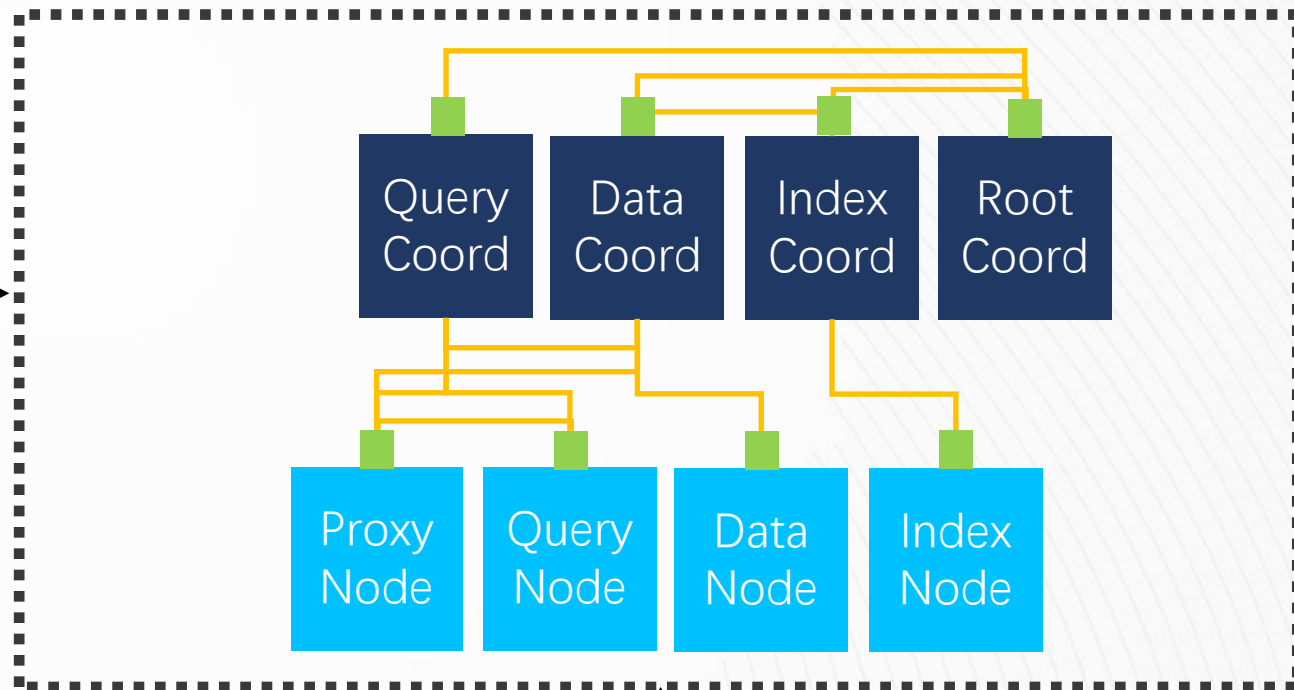 Query
Coord
Data
Coord
Index
Coord
Root
Coord
Proxy
Node
Query
Node
Data
Node
Index
Node